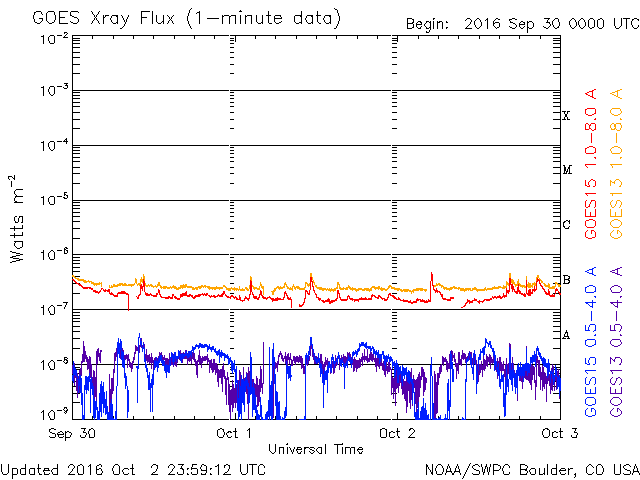 GOES Xray Flux (1-minute data)
Begin: 2016 Sep 30 0000 UTC
10⁻²
10⁻³
10⁻⁴
10⁻⁵
10⁻⁶
10⁻⁷
10⁻⁸
10⁻⁹
Watts m⁻²
X
M
C
B
A
GOES15 1.0-8.0 A
GOES13 1.0-8.0 A
GOES15 0.5-4.0 A
GOES13 0.5-4.0 A
Sep 30 Oct 1 Oct 2 Oct 3
Universal Time
Updated 2016 Oct 2 23:59:12 UTC
NOAA/SWPC Boulder, CO USA